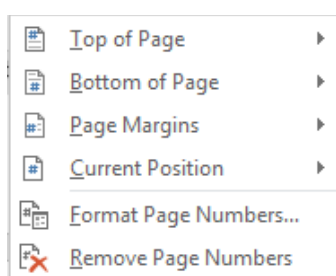 Top of Page
Bottom of Page
Page Margins
Current Position
Format Page Numbers...
Remove Page Numbers